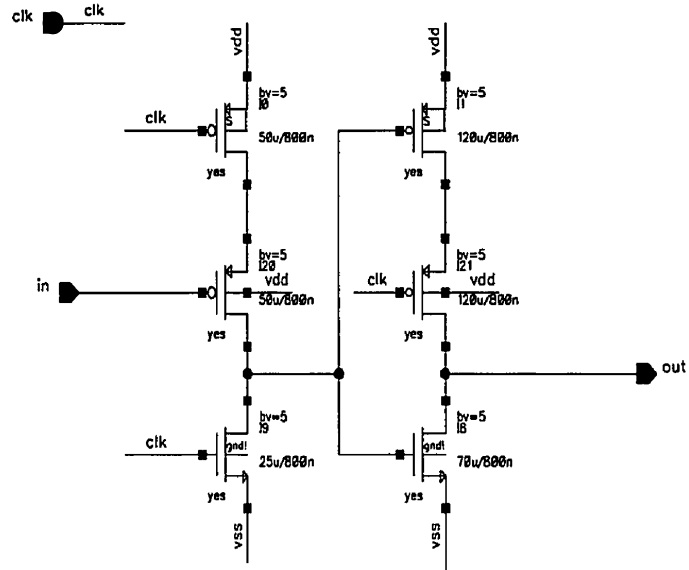 clk clk
vdd vdd
bv=5 bv=5
I0 I1
S S
clk
50u/800n 120u/800n
yes yes
bv=5 bv=5
I20 I21
in vdd clk vdd
50u/800n 120u/800n
yes yes
out
bv=5 bv=5
I9 I8
clk gnd! gnd!
25u/800n 70u/800n
yes yes
vss vss